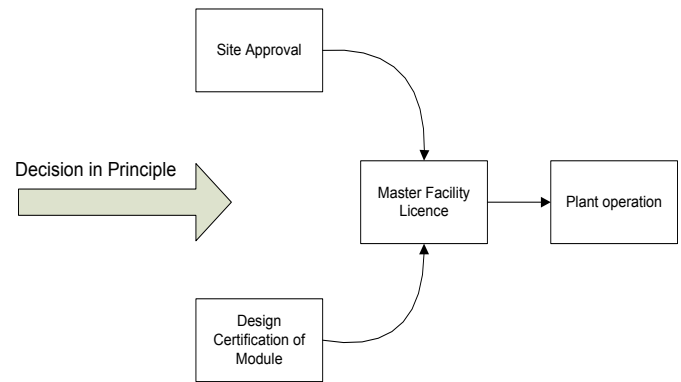 Site Approval
Decision in Principle
Master Facility
Licence
Plant operation
Design
Certification of
Module